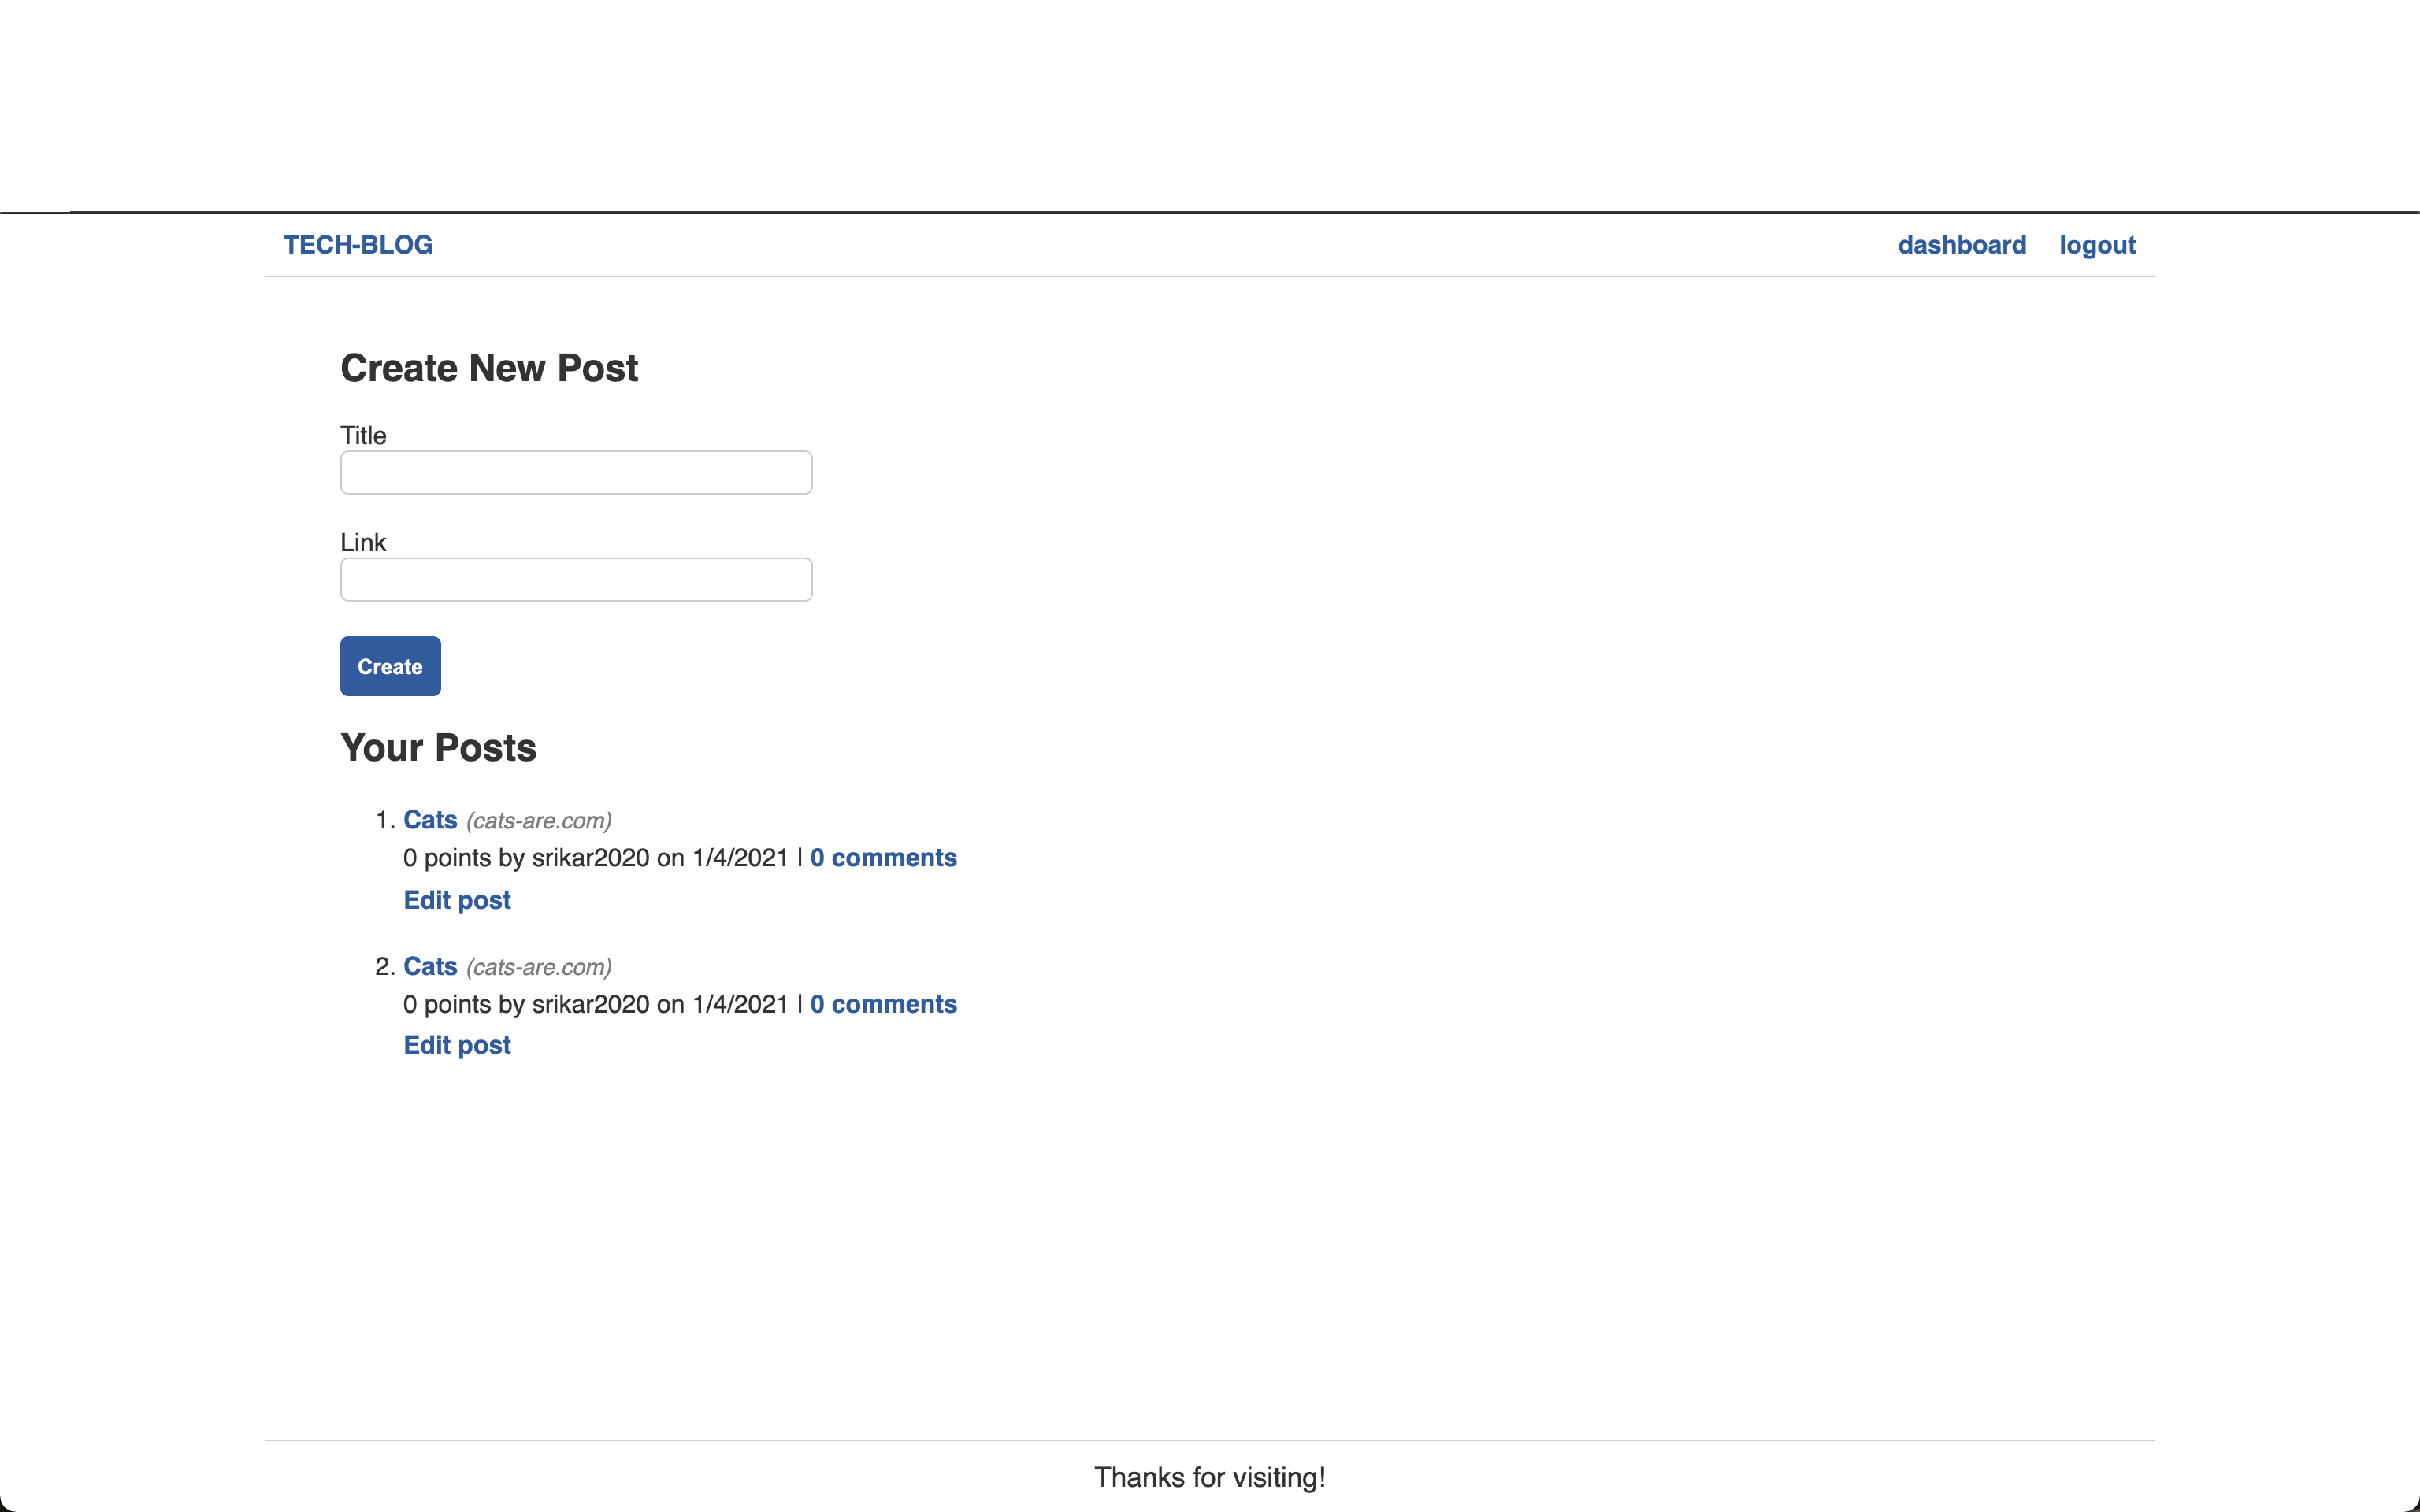 TECH-BLOG dashboard logout
Create New Post
Title
Link
Create
Your Posts
1. Cats (cats-are.com)
0 points by srikar2020 on 1/4/2021 | 0 comments
Edit post
2. Cats (cats-are.com)
0 points by srikar2020 on 1/4/2021 | 0 comments
Edit post
Thanks for visiting!